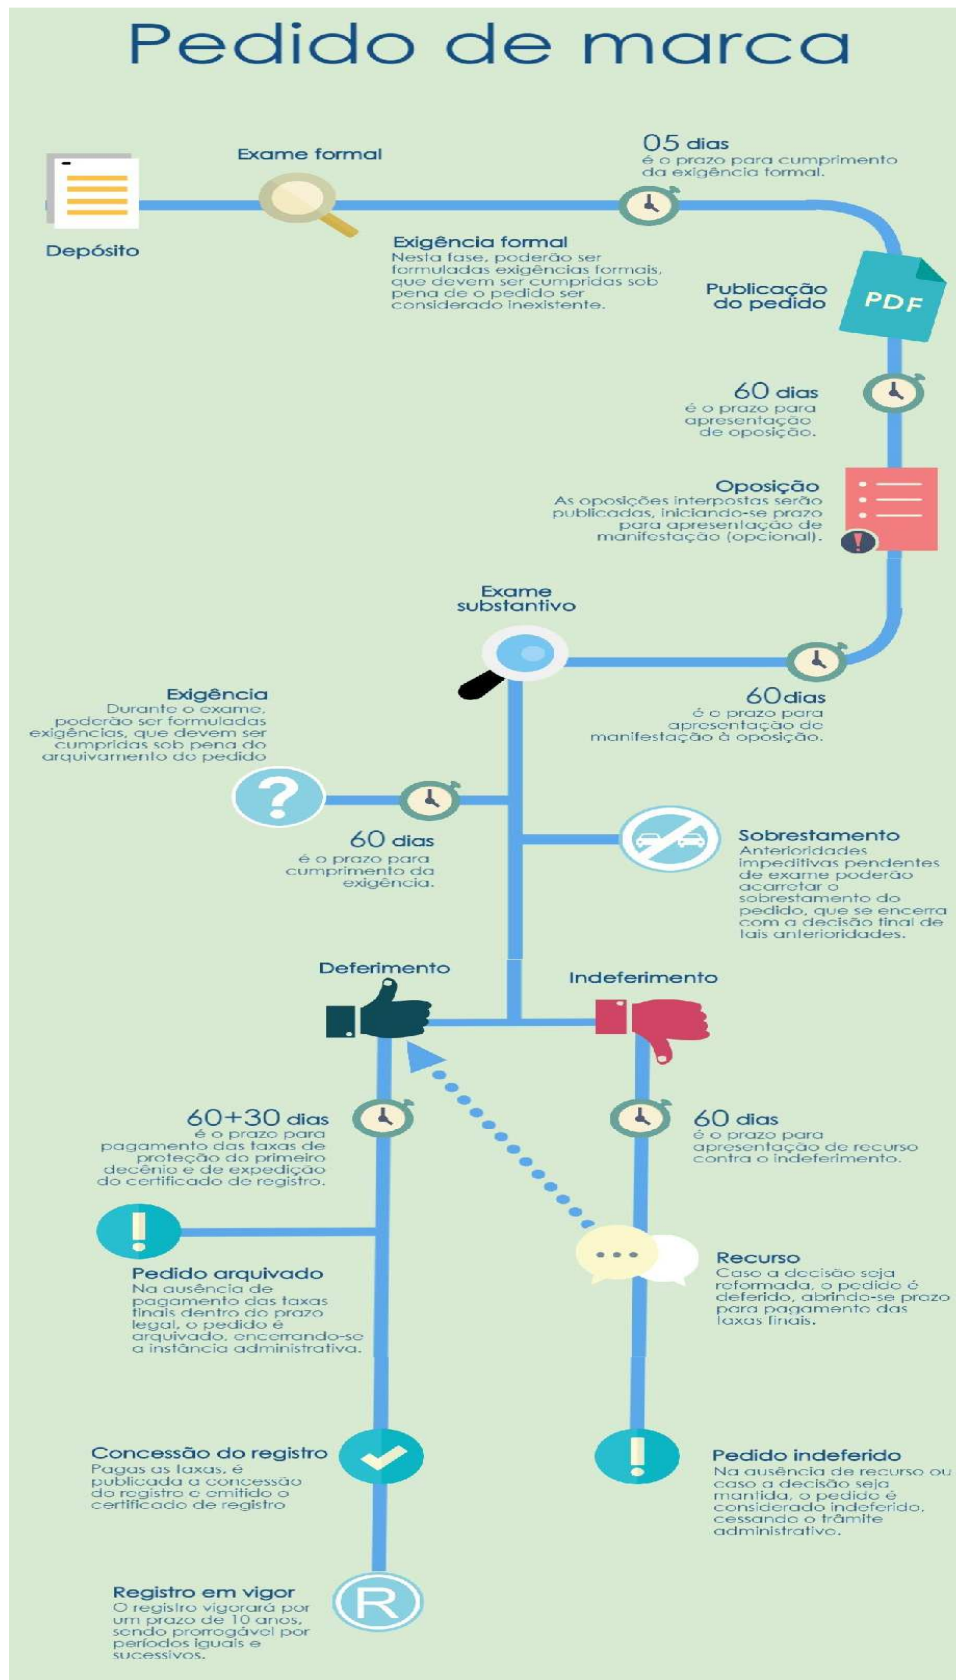 Pedido de marca
Exame formal
05 dias
é o prazo para cumprimento
da exigência formal.
Depósito
Exigência formal
Nesta fase, poderão ser
formuladas exigências formais,
que devem ser cumpridas sob
pena de o pedido ser
considerado inexistente.
Publicação
do pedido
PDF
60 dias
é o prazo para
apresentação
de oposição.
Oposição
As oposições interpostas serão
publicadas, iniciando-se prazo
para apresentação de
manifestação (opcional).
Exame
substantivo
60 dias
é o prazo para
apresentação de
manifestação à oposição.
Exigência
Durante o exame,
poderão ser formuladas
exigências, que devem ser
cumpridas sob pena do
arquivamento do pedido
?
60 dias
é o prazo para
cumprimento da
exigência.
Sobrestamento
Anterioridades
impeditivas pendentes
de exame poderão
acarretar o
sobrestamento do
pedido, que se encerra
com a decisão final de
tais anterioridades.
Deferimento
Indeferimento
60+30 dias
é o prazo para
pagamento das taxas de
proteção do primeiro
decênio e de expedição
do certificado de registro.
60 dias
é o prazo para
apresentação de recurso
contra o indeferimento.
!
Pedido arquivado
Na ausência de
pagamento das taxas
finais dentro do prazo
legal, o pedido é
arquivado, encerrando-se
a instância administrativa.
Recurso
Caso a decisão seja
reformada, o pedido é
deferido, abrindo-se prazo
para pagamento das
taxas finais.
Concessão do registro
Pagas as taxas, é
publicada a concessão
do registro e emitido o
certificado de registro
!
Pedido indeferido
Na ausência de recurso ou
caso a decisão seja
mantida, o pedido é
considerado indeferido,
cessando o trâmite
administrativo.
Registro em vigor
O registro vigorará por
um prazo de 10 anos,
sendo prorrogável por
períodos iguais e
sucessivos.
R